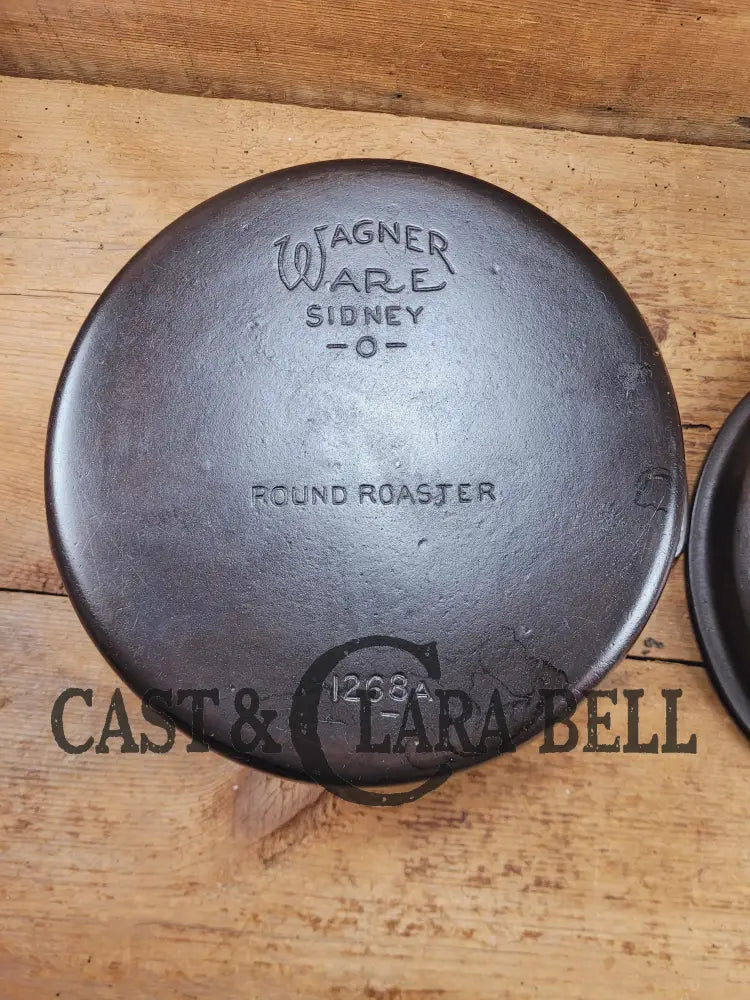 WAGNER
WARE
SIDNEY
-O-
ROUND ROASTER
1268A
CAST & CLARA BELL